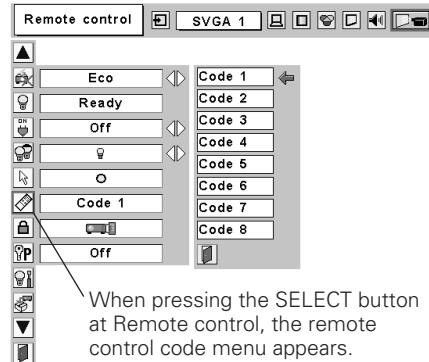 Remote control
SVGA 1
Eco
Ready
ON
Off
Code 1
P
Off
Code 1
Code 2
Code 3
Code 4
Code 5
Code 6
Code 7
Code 8
When pressing the SELECT button
at Remote control, the remote
control code menu appears.